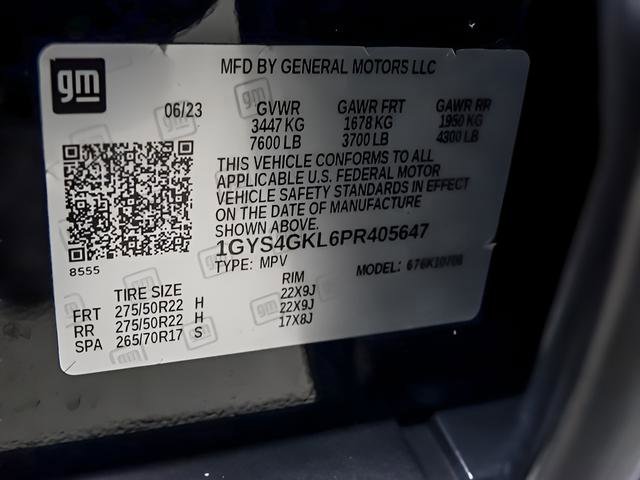 gm
MFD BY GENERAL MOTORS LLC
06/23 GVWR GAWR FRT GAWR RR
3447 KG 1678 KG 1950 KG
7600 LB 3700 LB 4300 LB
THIS VEHICLE CONFORMS TO ALL
APPLICABLE U.S. FEDERAL MOTOR
VEHICLE SAFETY STANDARDS IN EFFECT
ON THE DATE OF MANUFACTURE
SHOWN ABOVE.
1GYS4GKL6PR405647
8555
TYPE: MPV MODEL:
TIRE SIZE RIM
FRT 275/50R22 H 22X9J
RR 275/50R22 H 22X9J
SPA 265/70R17 S 17X8J